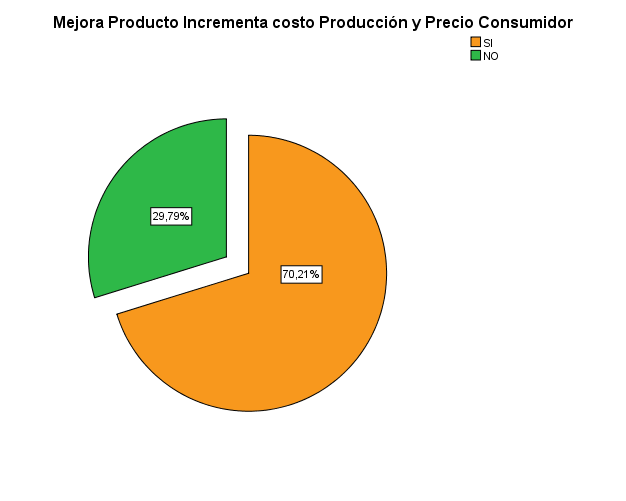 Mejora Producto Incrementa costo Producción y Precio Consumidor
SI
NO
29,79%
70,21%